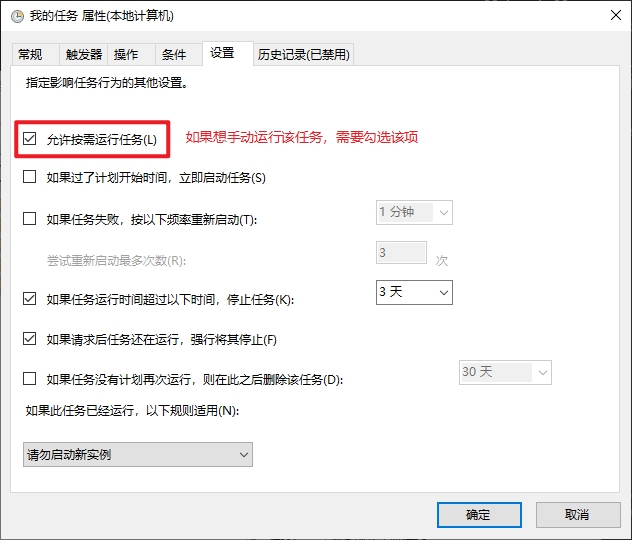 我的任务 属性(本地计算机)
常规 触发器 操作 条件 设置 历史记录(已禁用)
指定影响任务行为的其他设置。
允许按需运行任务(L) 如果想手动运行该任务，需要勾选该项
如果过了计划开始时间，立即启动任务(S)
如果任务失败，按以下频率重新启动(T): 1 分钟
尝试重新启动最多次数(R): 3 次
如果任务运行时间超过以下时间，停止任务(K): 3 天
如果请求后任务还在运行，强行将其停止(F)
如果任务没有计划再次运行，则在此之后删除该任务(D): 30 天
如果此任务已经运行，以下规则适用(N):
请勿启动新实例
确定 取消